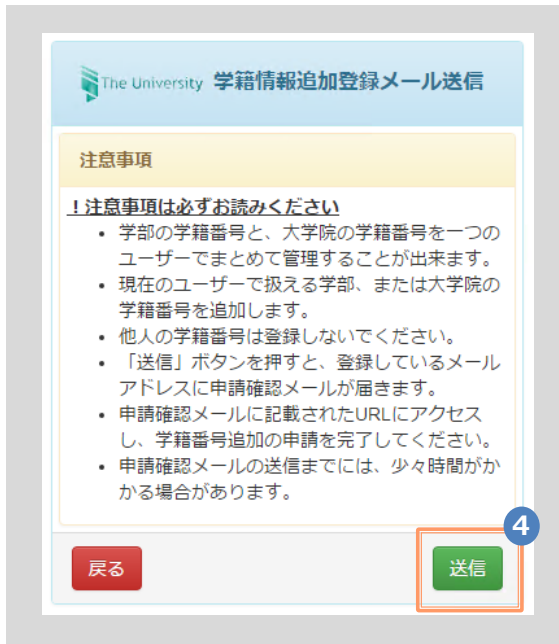 The University 学籍情報追加登録メール送信
注意事項
！注意事項は必ずお読みください
• 学部の学籍番号と、大学院の学籍番号を一つの
ユーザーでまとめて管理することが出来ます。
• 現在のユーザーで扱える学部、または大学院の
学籍番号を追加します。
• 他人の学籍番号は登録しないでください。
• 「送信」ボタンを押すと、登録しているメール
アドレスに申請確認メールが届きます。
• 申請確認メールに記載されたURLにアクセス
し、学籍番号追加の申請を完了してください。
• 申請確認メールの送信までには、少々時間がか
かる場合があります。
4
戻る
送信